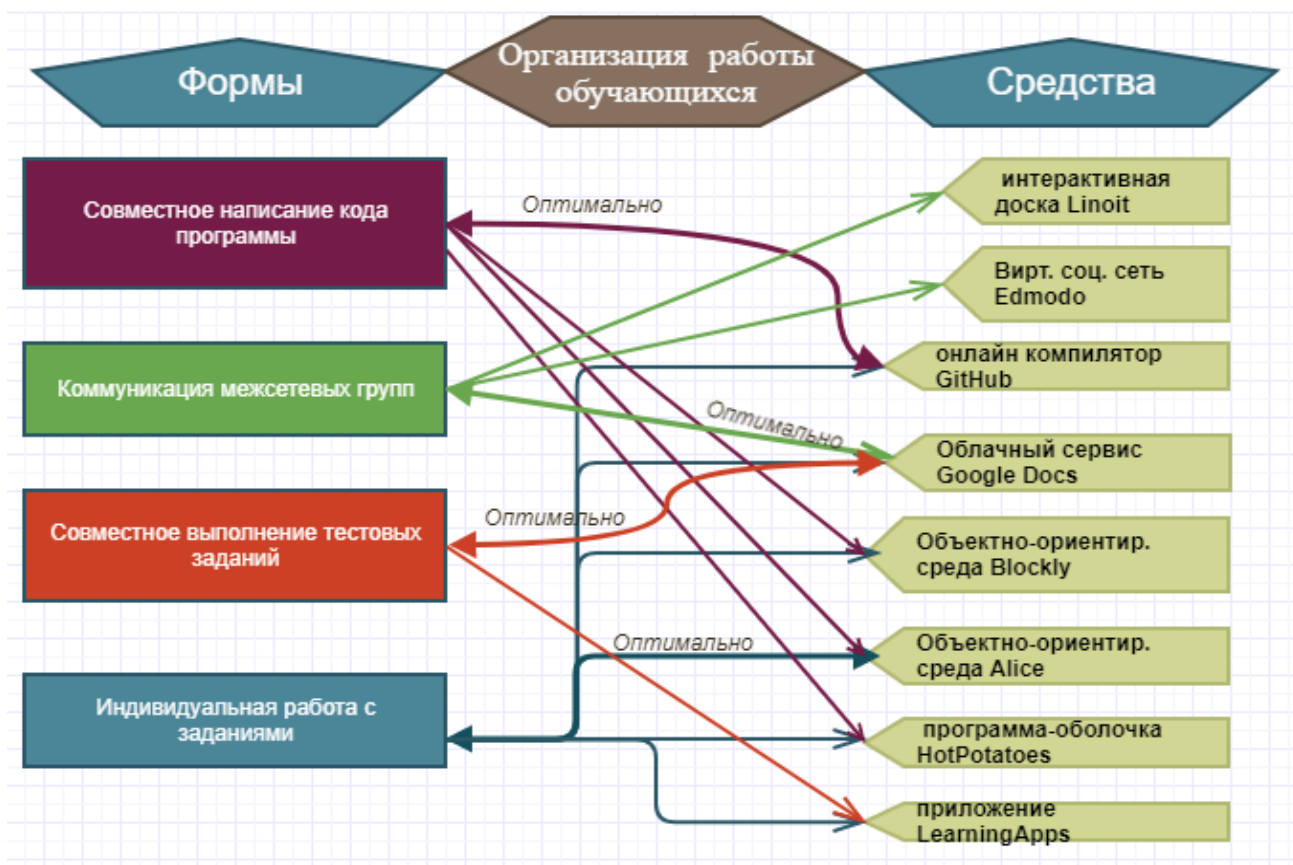 Формы
Организация работы
обучающихся
Средства
Совместное написание кода
программы
Коммуникация межсетевых групп
Совместное выполнение тестовых
заданий
Индивидуальная работа с
заданиями
Оптимально
Оптимально
Оптимально
Оптимально
интерактивная
доска Linoit
Вирт. соц. сеть
Edmodo
онлайн компилятор
GitHub
Облачный сервис
Google Docs
Объектно-ориентир.
среда Blockly
Объектно-ориентир.
среда Alice
программа-оболочка
HotPotatoes
приложение
LearningApps